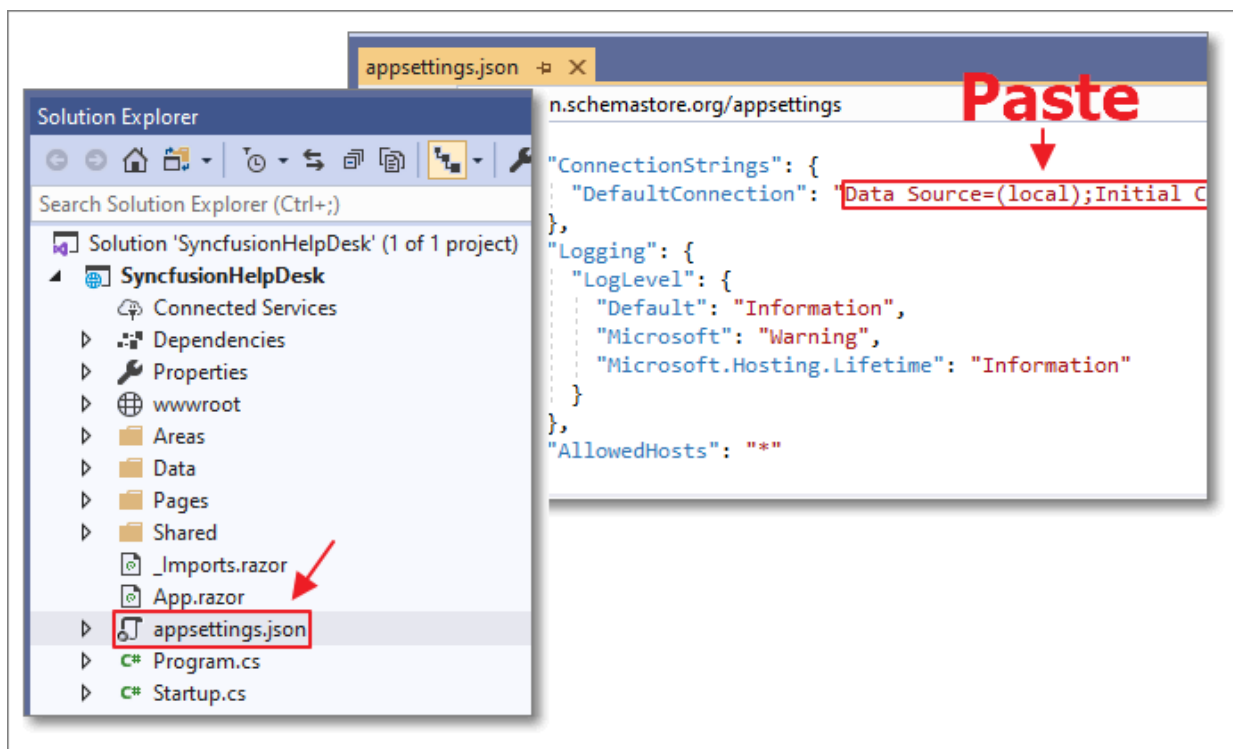 appsettings.json
n.schemastore.org/appsettings
Paste
"ConnectionStrings": {
"DefaultConnection": "Data Source=(local);Initial C
},
"Logging": {
"LogLevel": {
"Default": "Information",
"Microsoft": "Warning",
"Microsoft.Hosting.Lifetime": "Information"
}
},
"AllowedHosts": "*"
Solution Explorer
Search Solution Explorer (Ctrl+;)
Solution 'SyncfusionHelpDesk' (1 of 1 project)
SyncfusionHelpDesk
Connected Services
Dependencies
Properties
wwwroot
Areas
Data
Pages
Shared
_Imports.razor
App.razor
appsettings.json
C# Program.cs
C# Startup.cs